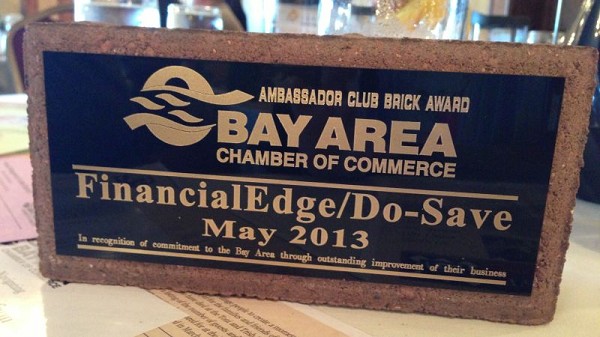 AMBASSADOR CLUB BRICK AWARD
BAY AREA
CHAMBER OF COMMERCE
FinancialEdge/Do-Save
May 2013
In recognition of commitment to the Bay Area through outstanding improvement of their business